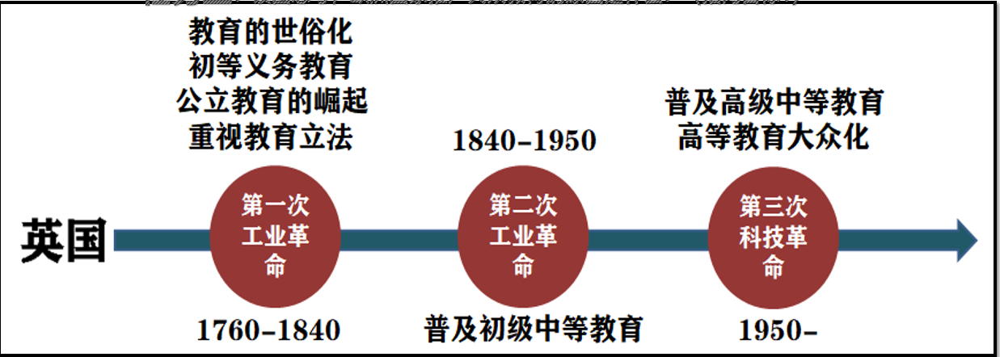 教育的世俗化
初等义务教育
公立教育的崛起
重视教育立法
1840-1950
普及高级中等教育
高等教育大众化
英国
第一次
工业革
命
第二次
工业革
命
第三次
科技革
命
1760-1840
普及初级中等教育
1950-